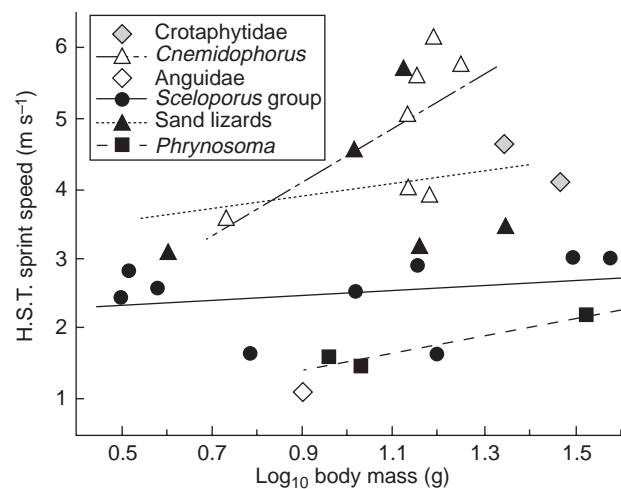 Crotaphytidae
Cnemidophorus
Anguidae
Sceloporus group
Sand lizards
Phrynosoma
H.S.T. sprint speed (m s⁻¹)
6
5
4
3
2
1
0.5 0.7 0.9 1.1 1.3 1.5
Log₁₀ body mass (g)